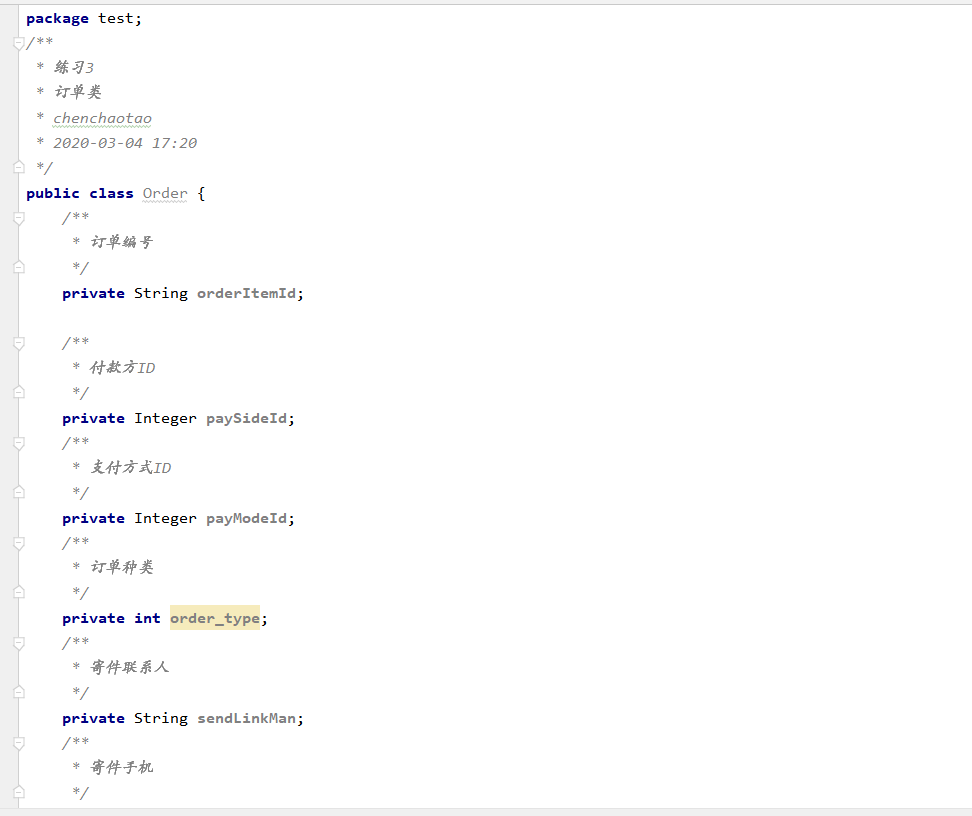 package test;
/**
* 练习3
* 订单类
* chenchaotao
* 2020-03-04 17:20
*/
public class Order {
/**
* 订单编号
*/
private String orderItemId;
/**
* 付款方ID
*/
private Integer paySideId;
/**
* 支付方式ID
*/
private Integer payModeId;
/**
* 订单种类
*/
private int order_type;
/**
* 寄件联系人
*/
private String sendLinkMan;
/**
* 寄件手机
*/